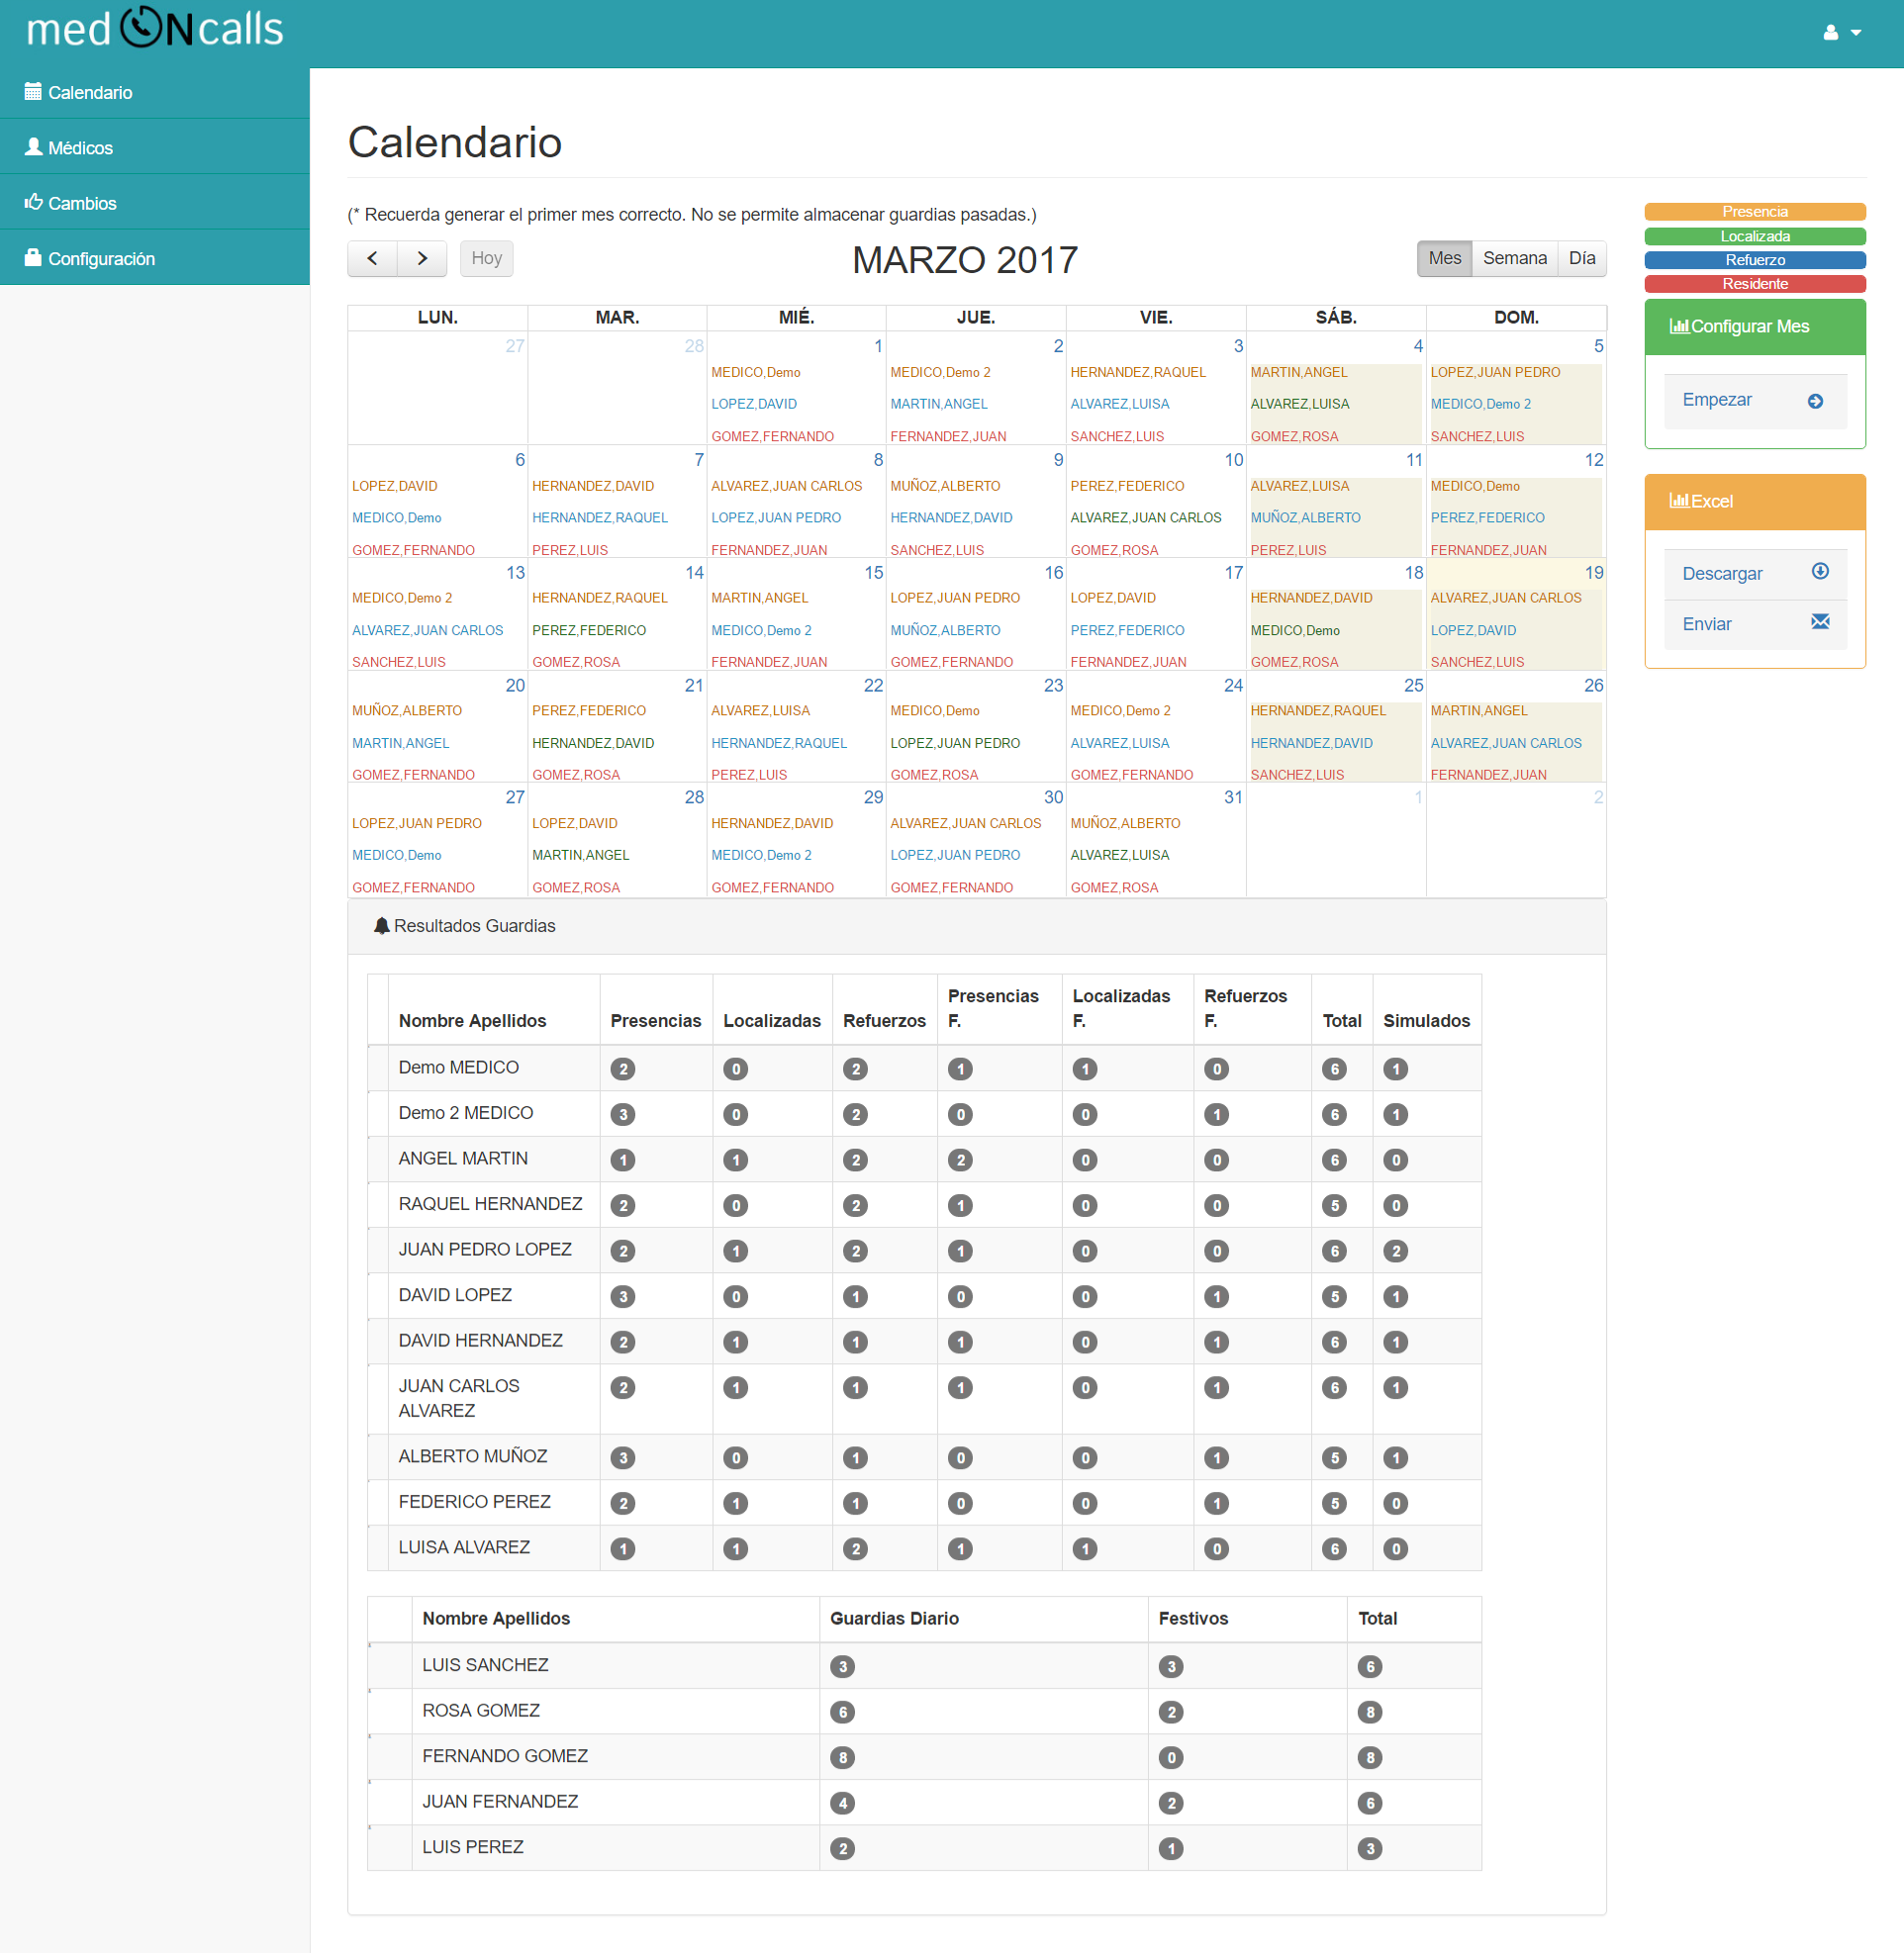 med ON calls
Calendario
Médicos
Cambios
Configuración
Calendario
(* Recuerda generar el primer mes correcto. No se permite almacenar guardias pasadas.)
Hoy
MARZO 2017
Mes Semana Día
LUN. MAR. MIÉ. JUE. VIE. SÁB. DOM.
27 28 1 2 3 4 5
MEDICO,Demo MEDICO,Demo 2 HERNANDEZ,RAQUEL MARTIN,ANGEL LOPEZ,JUAN PEDRO
LOPEZ,DAVID MARTIN,ANGEL ALVAREZ,LUISA ALVAREZ,LUISA MEDICO,Demo 2
GOMEZ,FERNANDO FERNANDEZ,JUAN SANCHEZ,LUIS GOMEZ,ROSA SANCHEZ,LUIS
6 7 8 9 10 11 12
LOPEZ,DAVID HERNANDEZ,DAVID ALVAREZ,JUAN CARLOS MUÑOZ,ALBERTO PEREZ,FEDERICO ALVAREZ,LUISA MEDICO,Demo
MEDICO,Demo HERNANDEZ,RAQUEL LOPEZ,JUAN PEDRO HERNANDEZ,DAVID ALVAREZ,JUAN CARLOS MUÑOZ,ALBERTO PEREZ,FEDERICO
GOMEZ,FERNANDO PEREZ,LUIS FERNANDEZ,JUAN SANCHEZ,LUIS GOMEZ,ROSA PEREZ,LUIS FERNANDEZ,JUAN
13 14 15 16 17 18 19
MEDICO,Demo 2 HERNANDEZ,RAQUEL MARTIN,ANGEL LOPEZ,JUAN PEDRO LOPEZ,DAVID HERNANDEZ,DAVID ALVAREZ,JUAN CARLOS
ALVAREZ,JUAN CARLOS PEREZ,FEDERICO MEDICO,Demo 2 MUÑOZ,ALBERTO PEREZ,FEDERICO MEDICO,Demo LOPEZ,DAVID
SANCHEZ,LUIS GOMEZ,ROSA FERNANDEZ,JUAN GOMEZ,FERNANDO FERNANDEZ,JUAN GOMEZ,ROSA SANCHEZ,LUIS
20 21 22 23 24 25 26
MUÑOZ,ALBERTO PEREZ,FEDERICO ALVAREZ,LUISA MEDICO,Demo MEDICO,Demo 2 HERNANDEZ,RAQUEL MARTIN,ANGEL
MARTIN,ANGEL HERNANDEZ,DAVID HERNANDEZ,RAQUEL LOPEZ,JUAN PEDRO ALVAREZ,LUISA HERNANDEZ,DAVID ALVAREZ,JUAN CARLOS
GOMEZ,FERNANDO GOMEZ,ROSA PEREZ,LUIS GOMEZ,ROSA GOMEZ,FERNANDO SANCHEZ,LUIS FERNANDEZ,JUAN
27 28 29 30 31 1 2
LOPEZ,JUAN PEDRO LOPEZ,DAVID HERNANDEZ,DAVID ALVAREZ,JUAN CARLOS MUÑOZ,ALBERTO
MEDICO,Demo MARTIN,ANGEL MEDICO,Demo 2 LOPEZ,JUAN PEDRO ALVAREZ,LUISA
GOMEZ,FERNANDO GOMEZ,ROSA GOMEZ,FERNANDO GOMEZ,FERNANDO GOMEZ,ROSA
Presencia
Localizada
Refuerzo
Residente
Configurar Mes
Empezar
Excel
Descargar
Enviar
Resultados Guardias
Nombre Apellidos Presencias Localizadas Refuerzos Presencias F. Localizadas F. Refuerzos F. Total Simulados
Demo MEDICO 2 0 2 1 1 0 6 1
Demo 2 MEDICO 3 0 2 0 0 1 6 1
ANGEL MARTIN 1 1 2 2 0 0 6 0
RAQUEL HERNANDEZ 2 0 2 1 0 0 5 0
JUAN PEDRO LOPEZ 2 1 2 1 0 0 6 2
DAVID LOPEZ 3 0 1 0 0 1 5 1
DAVID HERNANDEZ 2 1 1 1 0 1 6 1
JUAN CARLOS ALVAREZ 2 1 1 1 0 1 6 1
ALBERTO MUÑOZ 3 0 1 0 0 1 5 1
FEDERICO PEREZ 2 1 1 0 0 1 5 0
LUISA ALVAREZ 1 1 2 1 1 0 6 0
Nombre Apellidos Guardias Diario Festivos Total
LUIS SANCHEZ 3 3 6
ROSA GOMEZ 6 2 8
FERNANDO GOMEZ 8 0 8
JUAN FERNANDEZ 4 2 6
LUIS PEREZ 2 1 3